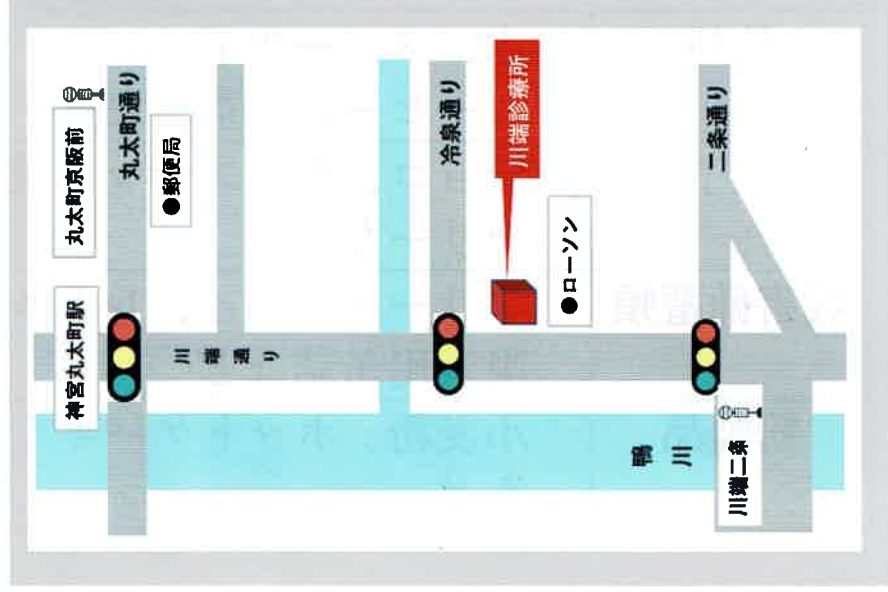 丸太町京阪前
丸太町通り
●郵便局
神宮丸太町駅
川端通り
冷泉通り
川端診療所
●ローソン
二条通り
鴨川
川端二条